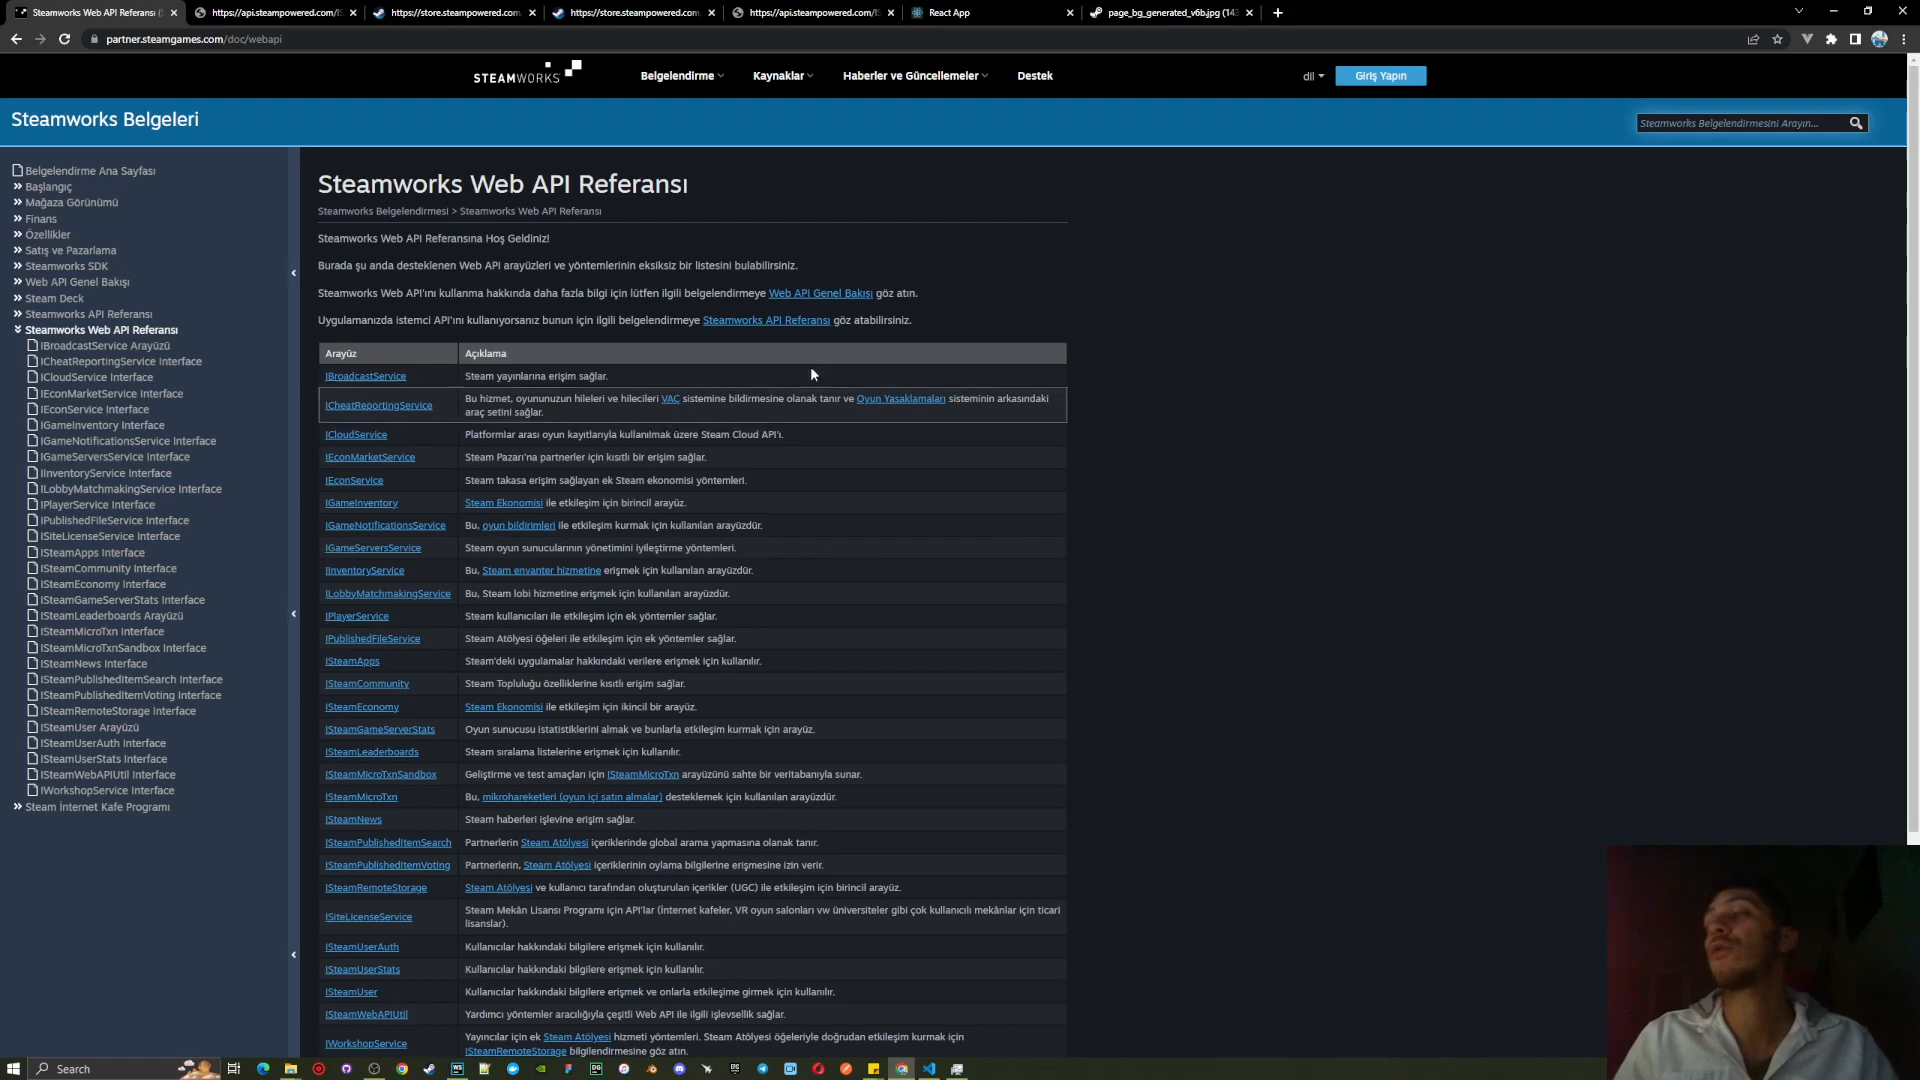 Steamworks Web API Referansı (
https://api.steampowered.com/IS
https://store.steampowered.com/
https://store.steampowered.com/
https://api.steampowered.com/IS
React App
page_bg_generated_v6b.jpg (143
partner.steamgames.com/doc/webapi
STEAMWORKS
Belgelendirme
Kaynaklar
Haberler ve Güncellemeler
Destek
dil
Giriş Yapın
Steamworks Belgeleri
Steamworks Belgelendirmesini Arayın...
Belgelendirme Ana Sayfası
Başlangıç
Mağaza Görünümü
Finans
Özellikler
Satış ve Pazarlama
Steamworks SDK
Web API Genel Bakışı
Steam Deck
Steamworks API Referansı
Steamworks Web API Referansı
IBroadcastService Arayüzü
ICheatReportingService Interface
ICloudService Interface
IEconMarketService Interface
IEconService Interface
IGameInventory Interface
IGameNotificationsService Interface
IGameServersService Interface
IInventoryService Interface
ILobbyMatchmakingService Interface
IPlayerService Interface
IPublishedFileService Interface
ISiteLicenseService Interface
ISteamApps Interface
ISteamCommunity Interface
ISteamEconomy Interface
ISteamGameServerStats Interface
ISteamLeaderboards Arayüzü
ISteamMicroTxn Interface
ISteamMicroTxnSandbox Interface
ISteamNews Interface
ISteamPublishedItemSearch Interface
ISteamPublishedItemVoting Interface
ISteamRemoteStorage Interface
ISteamUser Arayüzü
ISteamUserAuth Interface
ISteamUserStats Interface
ISteamWebAPIUtil Interface
IWorkshopService Interface
Steam İnternet Kafe Programı
Steamworks Web API Referansı
Steamworks Belgelendirmesi > Steamworks Web API Referansı
Steamworks Web API Referansına Hoş Geldiniz!
Burada şu anda desteklenen Web API arayüzleri ve yöntemlerinin eksiksiz bir listesini bulabilirsiniz.
Steamworks Web API'ını kullanma hakkında daha fazla bilgi için lütfen ilgili belgelendirmeye Web API Genel Bakışı göz atın.
Uygulamanızda istemci API'ını kullanıyorsanız bunun için ilgili belgelendirmeye Steamworks API Referansı göz atabilirsiniz.
Arayüz Açıklama
IBroadcastService Steam yayınlarına erişim sağlar.
ICheatReportingService Bu hizmet, oyununuzun hileleri ve hilecileri VAC sistemine bildirmesine olanak tanır ve Oyun Yasaklamaları sisteminin arkasındaki
araç setini sağlar.
ICloudService Platformlar arası oyun kayıtlarıyla kullanılmak üzere Steam Cloud API'ı.
IEconMarketService Steam Pazarı'na partnerler için kısıtlı bir erişim sağlar.
IEconService Steam takasa erişim sağlayan ek Steam ekonomisi yöntemleri.
IGameInventory Steam Ekonomisi ile etkileşim için birincil arayüz.
IGameNotificationsService Bu, oyun bildirimleri ile etkileşim kurmak için kullanılan arayüzdür.
IGameServersService Steam oyun sunucularının yönetimini iyileştirme yöntemleri.
IInventoryService Bu, Steam envanter hizmetine erişmek için kullanılan arayüzdür.
ILobbyMatchmakingService Bu, Steam lobi hizmetine erişmek için kullanılan arayüzdür.
IPlayerService Steam kullanıcıları ile etkileşim için ek yöntemler sağlar.
IPublishedFileService Steam Atölyesi öğeleri ile etkileşim için ek yöntemler sağlar.
ISteamApps Steam'deki uygulamalar hakkındaki verilere erişmek için kullanılır.
ISteamCommunity Steam Topluluğu özelliklerine kısıtlı erişim sağlar.
ISteamEconomy Steam Ekonomisi ile etkileşim için ikincil bir arayüz.
ISteamGameServerStats Oyun sunucusu istatistiklerini almak ve bunlarla etkileşim kurmak için arayüz.
ISteamLeaderboards Steam sıralama listelerine erişmek için kullanılır.
ISteamMicroTxnSandbox Geliştirme ve test amaçları için ISteamMicroTxn arayüzünü sahte bir veritabanıyla sunar.
ISteamMicroTxn Bu, mikrohareketleri (oyun içi satın almalar) desteklemek için kullanılan arayüzdür.
ISteamNews Steam haberleri işlevine erişim sağlar.
ISteamPublishedItemSearch Partnerlerin Steam Atölyesi içeriklerinde global arama yapmasına olanak tanır.
ISteamPublishedItemVoting Partnerlerin, Steam Atölyesi içeriklerinin oylama bilgilerine erişmesine izin verir.
ISteamRemoteStorage Steam Atölyesi ve kullanıcı tarafından oluşturulan içerikler (UGC) ile etkileşim için birincil arayüz.
ISiteLicenseService Steam Mekân Lisansı Programı için API'lar (İnternet kafeler, VR oyun salonları vw üniversiteler gibi çok kullanıcılı mekânlar için ticari
lisanslar).
ISteamUserAuth Kullanıcılar hakkındaki bilgilere erişmek için kullanılır.
ISteamUserStats Kullanıcılar hakkındaki bilgilere erişmek için kullanılır.
ISteamUser Kullanıcılar hakkındaki bilgilere erişmek ve onlarla etkileşime girmek için kullanılır.
ISteamWebAPIUtil Yardımcı yöntemler aracılığıyla çeşitli Web API ile ilgili işlevsellik sağlar.
IWorkshopService Yayıncılar için ek Steam Atölyesi hizmeti yöntemleri. Steam Atölyesi öğeleriyle doğrudan etkileşim kurmak için
ISteamRemoteStorage bilgilendirmesine göz atın.
Search